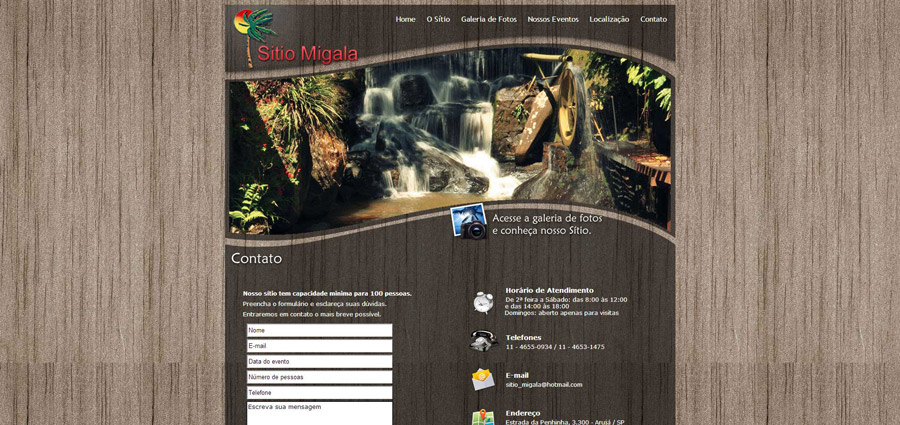 Home O Sítio Galeria de Fotos Nossos Eventos Localização Contato
Sitio Migala
Acesse a galeria de fotos
e conheça nosso Sítio.
Contato
Nosso sítio tem capacidade mínima para 100 pessoas.
Preencha o formulário e esclareça suas dúvidas.
Entraremos em contato o mais breve possível.
Nome
E-mail
Data do evento
Número de pessoas
Telefone
Escreva sua mensagem
Horário de Atendimento
De 2ª feira a Sábado: das 8:00 às 12:00
e das 14:00 às 18:00
Domingos: aberto apenas para visitas
Telefones
11 - 4655-0934 / 11 - 4653-1475
E-mail
sitio_migala@hotmail.com
Endereço
Estrada da Penhinha, 3.300 - Arujá / SP